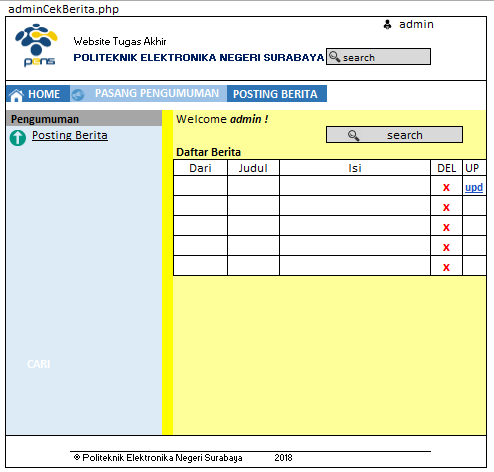 adminCekBerita.php
admin
pens
Website Tugas Akhir
POLITEKNIK ELEKTRONIKA NEGERI SURABAYA
search
HOME PASANG PENGUMUMAN POSTING BERITA
Pengumuman
Posting Berita
CARI
Welcome admin !
search
Daftar Berita
Dari Judul Isi DEL UP
x upd
x
x
x
x
® Politeknik Elektronika Negeri Surabaya 2018